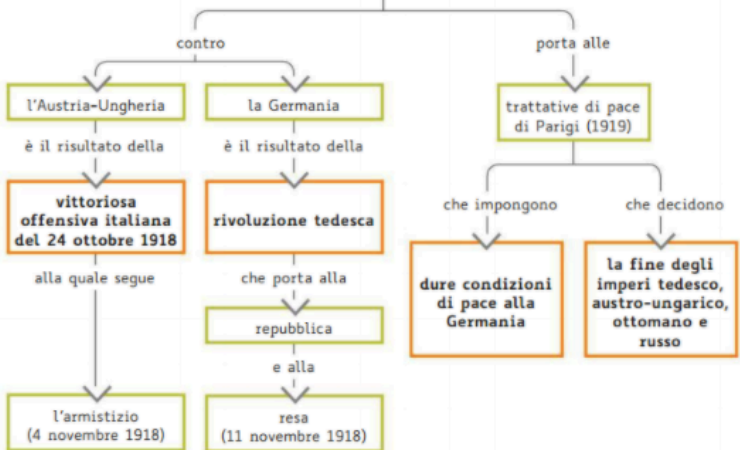 contro
porta alle
l'Austria-Ungheria
la Germania
trattative di pace
di Parigi (1919)
è il risultato della
è il risultato della
vittoriosa
offensiva italiana
del 24 ottobre 1918
rivoluzione tedesca
che impongono
che decidono
dure condizioni
di pace alla
Germania
la fine degli
imperi tedesco,
austro-ungarico,
ottomano e
russo
alla quale segue
che porta alla
repubblica
e alla
l'armistizio
(4 novembre 1918)
resa
(11 novembre 1918)